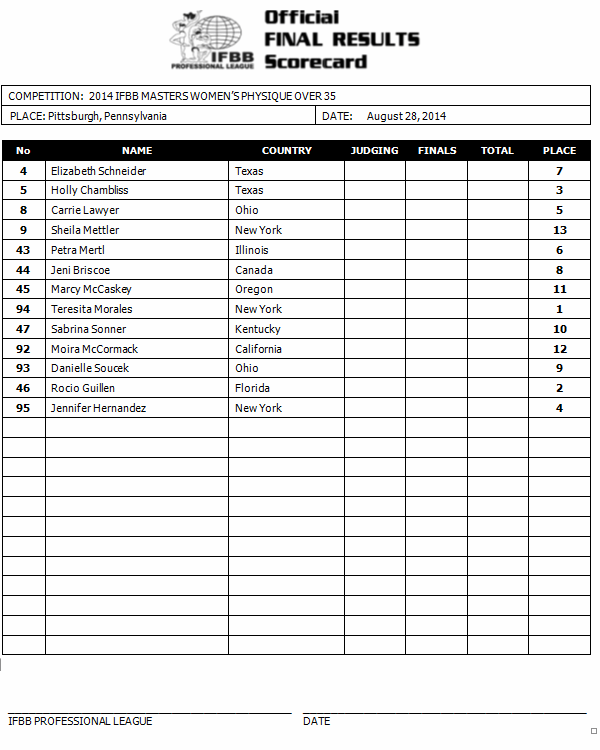 Official
FINAL RESULTS
Scorecard
IFBB
PROFESSIONAL LEAGUE
COMPETITION: 2014 IFBB MASTERS WOMEN'S PHYSIQUE OVER 35
PLACE: Pittsburgh, Pennsylvania DATE: August 28, 2014
No NAME COUNTRY JUDGING FINALS TOTAL PLACE
4 Elizabeth Schneider Texas 7
5 Holly Chambliss Texas 3
8 Carrie Lawyer Ohio 5
9 Sheila Mettler New York 13
43 Petra Mertl Illinois 6
44 Jeni Briscoe Canada 8
45 Marcy McCaskey Oregon 11
94 Teresita Morales New York 1
47 Sabrina Sonner Kentucky 10
92 Moira McCormack California 12
93 Danielle Soucek Ohio 9
46 Rocio Guillen Florida 2
95 Jennifer Hernandez New York 4
IFBB PROFESSIONAL LEAGUE DATE